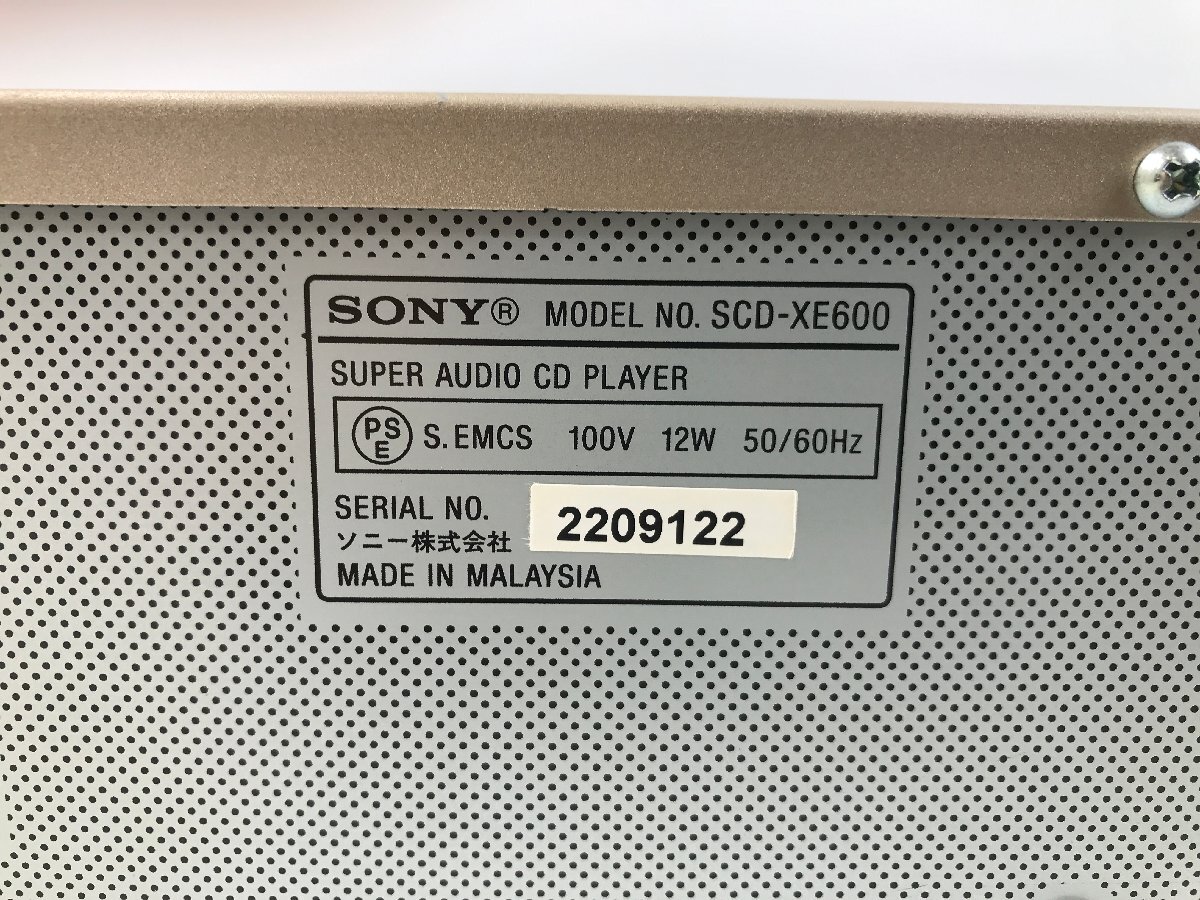 SONY® MODEL NO. SCD-XE600
SUPER AUDIO CD PLAYER
PSE S.EMCS 100V 12W 50/60Hz
SERIAL NO. 2209122
ソニー株式会社
MADE IN MALAYSIA